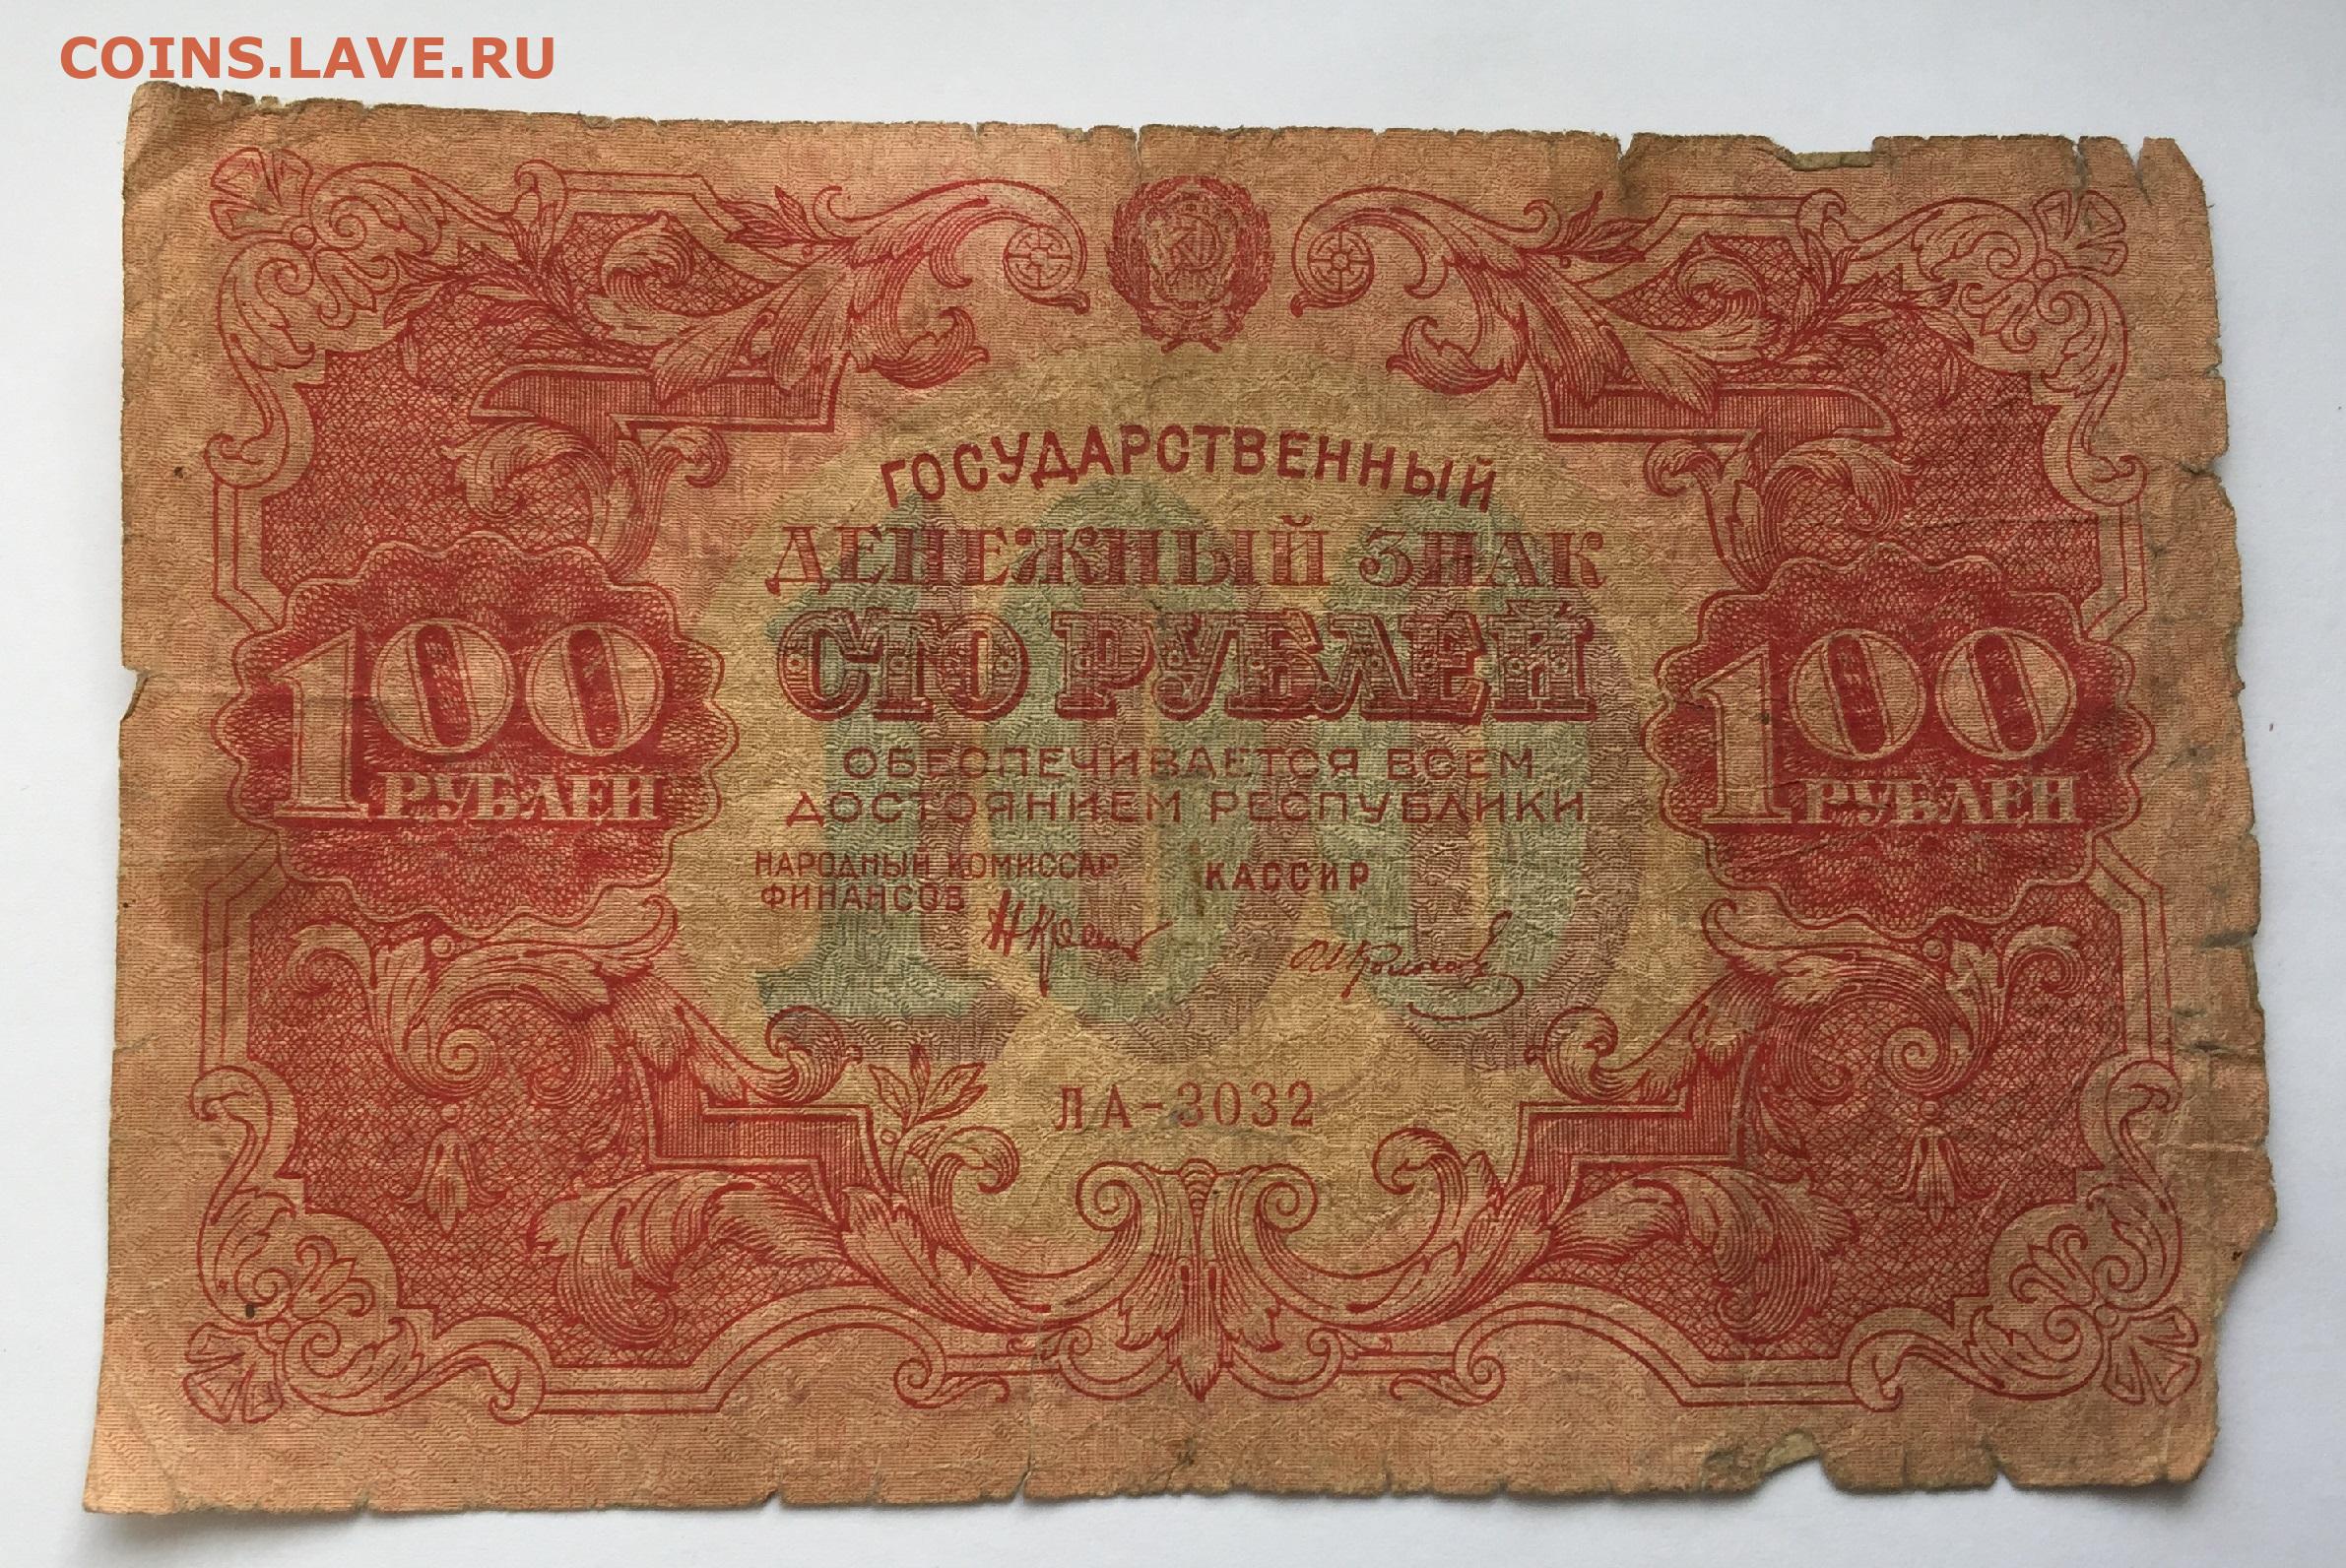 COINS.LAVE.RU
ГОСУДАРСТВЕННЫЙ
ДЕНЕЖНЫЙ ЗНАК
СТО РУБЛЕЙ
100
РУБЛЕЙ
100
РУБЛЕЙ
100
ОБЕСПЕЧИВАЕТСЯ ВСЕМ
ДОСТОЯНИЕМ РЕСПУБЛИКИ
НАРОДНЫЙ КОМИССАР
ФИНАНСОВ
КАССИР
ЛА-3032